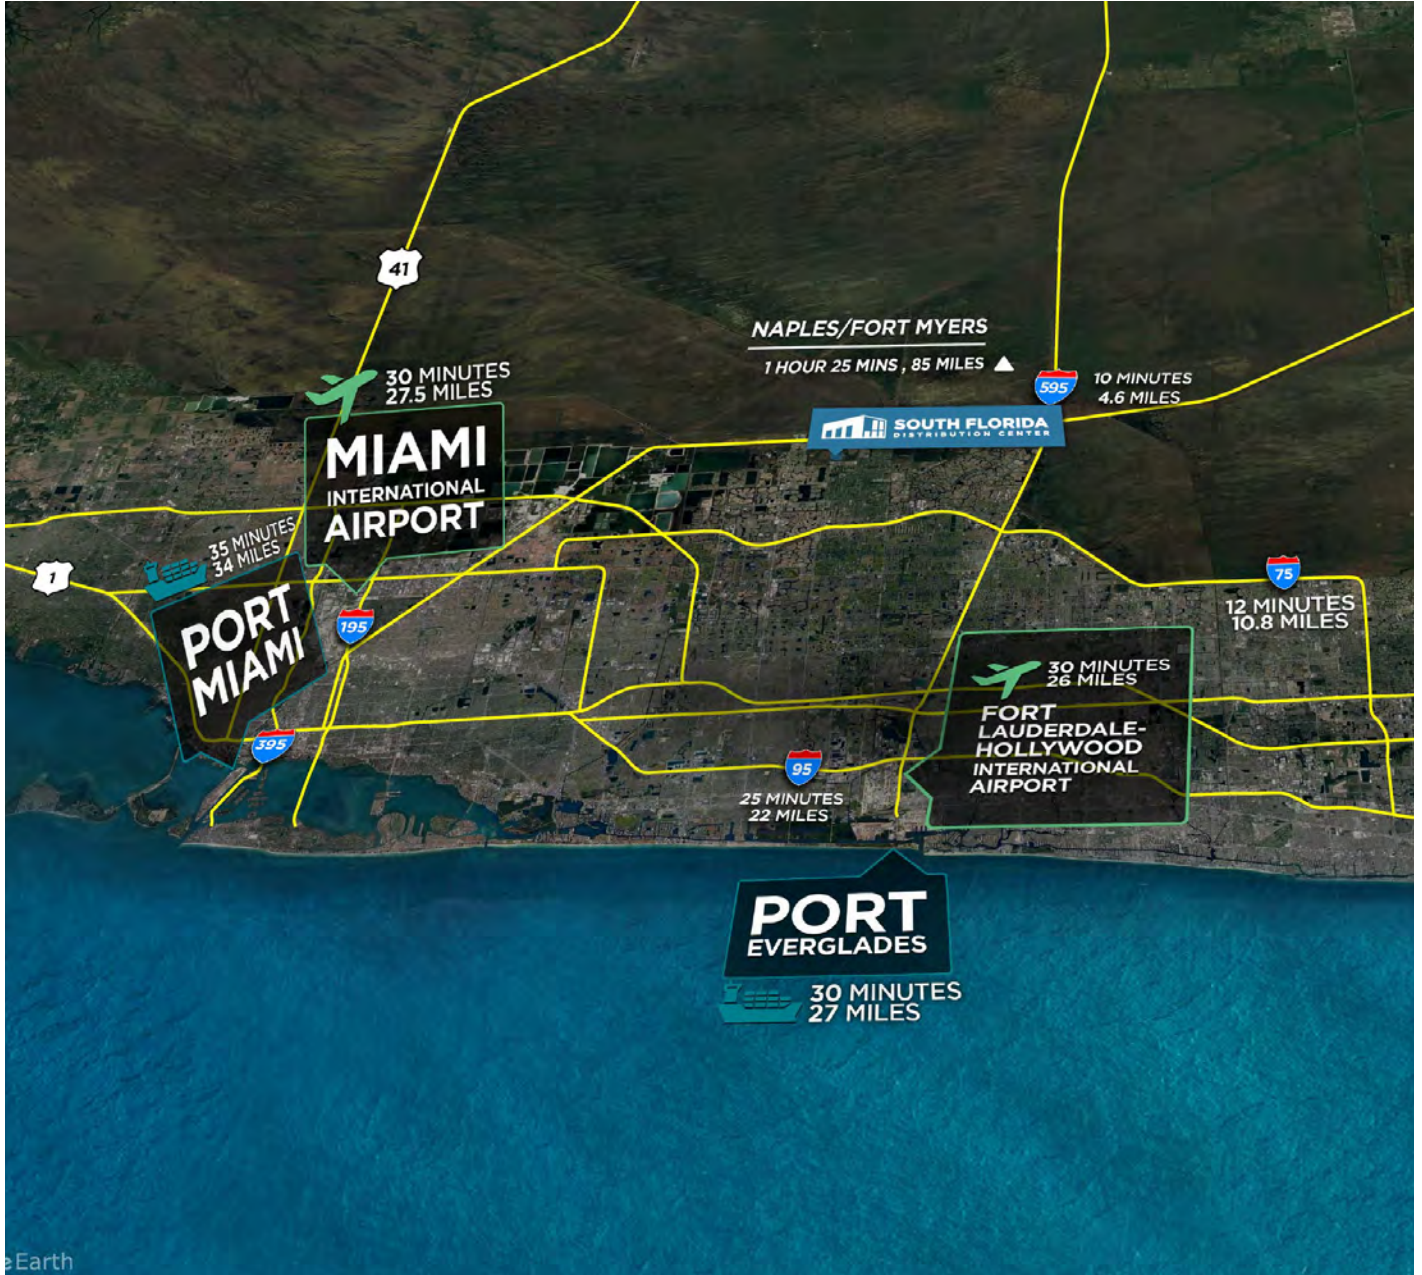 41
NAPLES/FORT MYERS
1 HOUR 25 MINS , 85 MILES
595
10 MINUTES
4.6 MILES
SOUTH FLORIDA
DISTRIBUTION CENTER
30 MINUTES
27.5 MILES
MIAMI
INTERNATIONAL
AIRPORT
35 MINUTES
34 MILES
PORT
MIAMI
1
195
395
75
12 MINUTES
10.8 MILES
30 MINUTES
26 MILES
FORT
LAUDERDALE-
HOLLYWOOD
INTERNATIONAL
AIRPORT
95
25 MINUTES
22 MILES
PORT
EVERGLADES
30 MINUTES
27 MILES
Earth